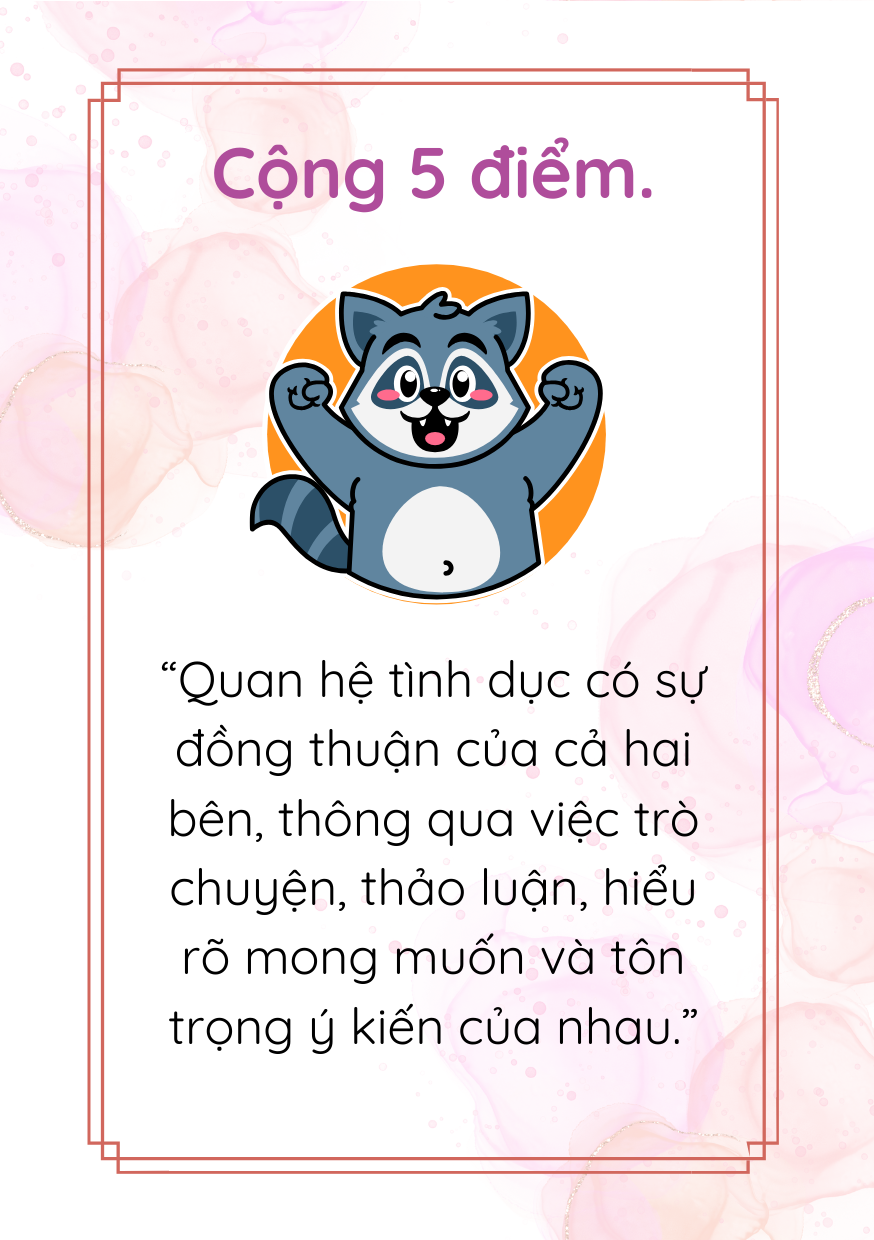 Cộng 5 điểm.
“Quan hệ tình dục có sự
đồng thuận của cả hai
bên, thông qua việc trò
chuyện, thảo luận, hiểu
rõ mong muốn và tôn
trọng ý kiến của nhau.”